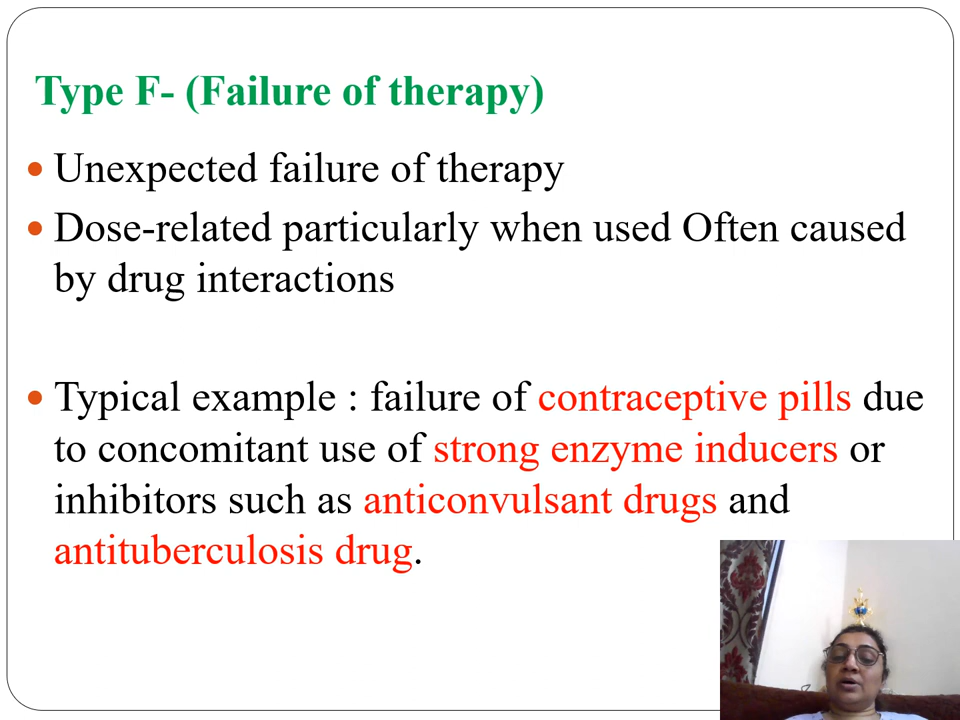 Type F- (Failure of therapy)
Unexpected failure of therapy
Dose-related particularly when used Often caused
by drug interactions
Typical example : failure of contraceptive pills due
to concomitant use of strong enzyme inducers or
inhibitors such as anticonvulsant drugs and
antituberculosis drug.